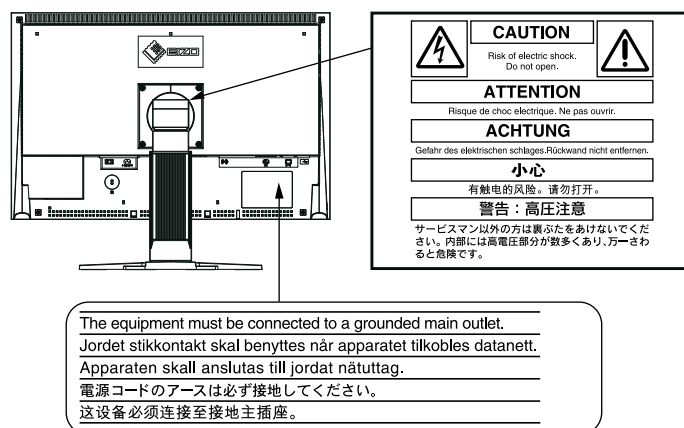 EIZO
CAUTION
Risk of electric shock.
Do not open.
ATTENTION
Risque de choc electrique. Ne pas ouvrir.
ACHTUNG
Gefahr des elektrischen schlages.Rückwand nicht entfernen.
小心
有触电的风险。请勿打开。
警告：高圧注意
サービスマン以外の方は裏ぶたをあけないでくだ
さい。内部には高電圧部分が数多くあり、万一さわ
ると危険です。
The equipment must be connected to a grounded main outlet.
Jordet stikkontakt skal benyttes når apparatet tilkobles datanett.
Apparaten skall anslutas till jordat nätuttag.
電源コードのアースは必ず接地してください。
这设备必须连接至接地主插座。